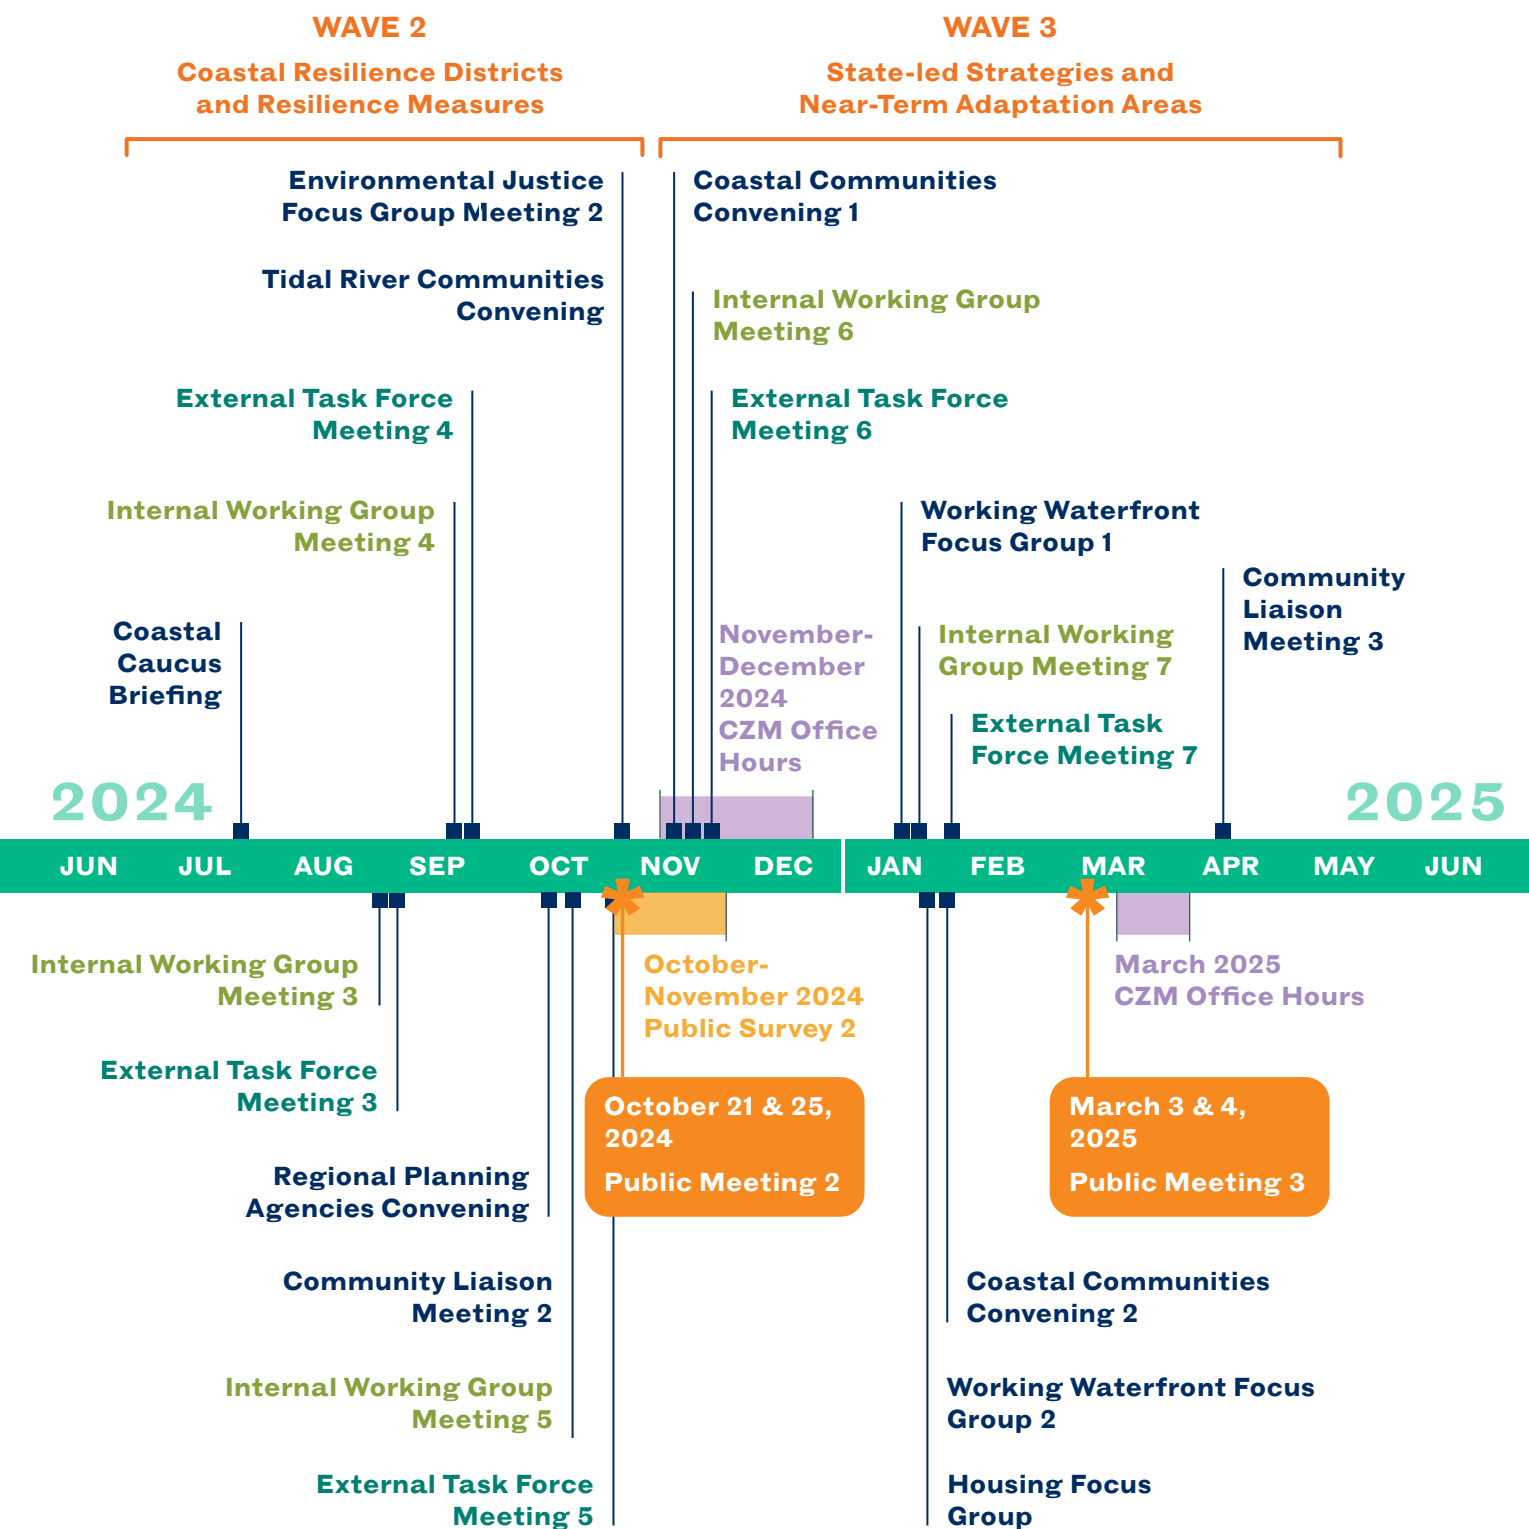 WAVE 2
Coastal Resilience Districts
and Resilience Measures
WAVE 3
State-led Strategies and
Near-Term Adaptation Areas
Environmental Justice
Focus Group Meeting 2
Tidal River Communities
Convening
External Task Force
Meeting 4
Internal Working Group
Meeting 4
Coastal
Caucus
Briefing
Coastal Communities
Convening 1
Internal Working Group
Meeting 6
External Task Force
Meeting 6
November-
December
2024
CZM Office
Hours
Working Waterfront
Focus Group 1
Internal Working
Group Meeting 7
External Task
Force Meeting 7
Community
Liaison
Meeting 3
2024
2025
JUN JUL AUG SEP OCT NOV DEC JAN FEB MAR APR MAY JUN
Internal Working Group
Meeting 3
External Task Force
Meeting 3
Regional Planning
Agencies Convening
Community Liaison
Meeting 2
Internal Working Group
Meeting 5
External Task Force
Meeting 5
October-
November 2024
Public Survey 2
October 21 & 25,
2024
Public Meeting 2
March 2025
CZM Office Hours
March 3 & 4,
2025
Public Meeting 3
Coastal Communities
Convening 2
Working Waterfront Focus
Group 2
Housing Focus
Group